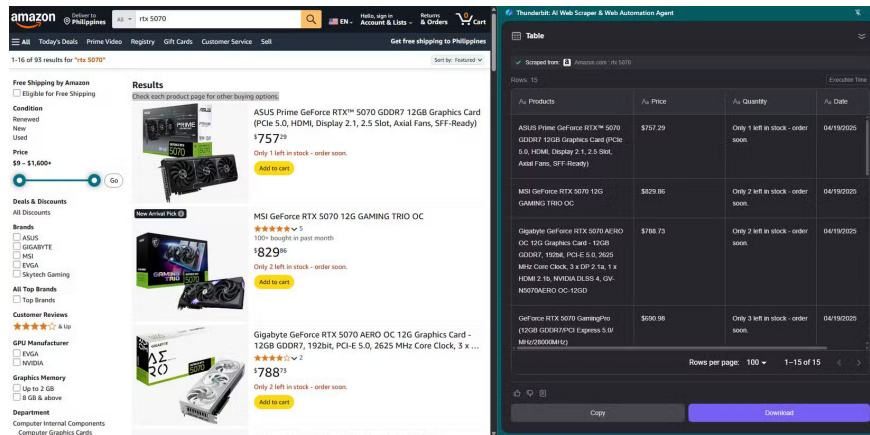 amazon
Deliver to
Philippines
All
rtx 5070
EN
Hello, sign in
Account & Lists
Returns
& Orders
Cart
All
Today's Deals
Prime Video
Registry
Gift Cards
Customer Service
Sell
Get free shipping to Philippines
1-16 of 93 results for "rtx 5070"
Sort by: Featured
Free Shipping by Amazon
Eligible for Free Shipping
Condition
Renewed
New
Used
Price
$9 – $1,600+
Go
Deals & Discounts
All Discounts
Brands
ASUS
GIGABYTE
MSI
EVGA
Skytech Gaming
All Top Brands
Top Brands
Customer Reviews
& Up
GPU Manufacturer
EVGA
NVIDIA
Graphics Memory
Up to 2 GB
8 GB & above
Department
Computer Internal Components
Computer Graphics Cards
Results
Check each product page for other buying options.
PRIME
5070
ASUS Prime GeForce RTX™ 5070 GDDR7 12GB Graphics Card
(PCIe 5.0, HDMI, Display 2.1, 2.5 Slot, Axial Fans, SFF-Ready)
$757 29
Only 1 left in stock - order soon.
Add to cart
New Arrival Pick
GAMING
TRIO
5070
MSI GeForce RTX 5070 12G GAMING TRIO OC
5
100+ bought in past month
$829 86
Only 2 left in stock - order soon.
Add to cart
5070
Gigabyte GeForce RTX 5070 AERO OC 12G Graphics Card -
12GB GDDR7, 192bit, PCI-E 5.0, 2625 MHz Core Clock, 3 x ...
2
$788 73
Only 2 left in stock - order soon.
Add to cart
Thunderbit: AI Web Scraper & Web Automation Agent
Table
Scraped from: Amazon.com : rtx 5070
Rows: 15
Execution Time
Products
Price
Quantity
Date
ASUS Prime GeForce RTX™ 5070
GDDR7 12GB Graphics Card (PCIe
5.0, HDMI, Display 2.1, 2.5 Slot,
Axial Fans, SFF-Ready)
$757.29
Only 1 left in stock - order
soon.
04/19/2025
MSI GeForce RTX 5070 12G
GAMING TRIO OC
$829.86
Only 2 left in stock - order
soon.
04/19/2025
Gigabyte GeForce RTX 5070 AERO
OC 12G Graphics Card - 12GB
GDDR7, 192bit, PCI-E 5.0, 2625
MHz Core Clock, 3 x DP 2.1a, 1 x
HDMI 2.1b, NVIDIA DLSS 4, GV-
N5070AERO OC-12GD
$788.73
Only 2 left in stock - order
soon.
04/19/2025
GeForce RTX 5070 GamingPro
(12GB GDDR7/PCI Express 5.0/
MHz/28000MHz)
$690.98
Only 3 left in stock - order
soon.
04/19/2025
Rows per page: 100
1–15 of 15
Copy
Download